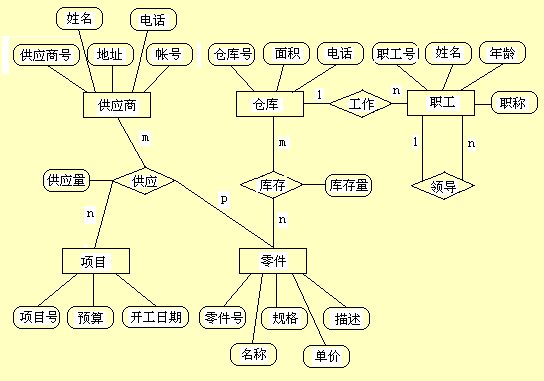 姓名
电话
供应商号
地址
帐号
仓库号
面积
电话
职工号
姓名
年龄
供应商
仓库
1
工作
n
职工
职称
m
m
1
n
供应量
供应
库存
库存量
领导
n
p
n
项目
零件
项目号
预算
开工日期
零件号
规格
描述
名称
单价